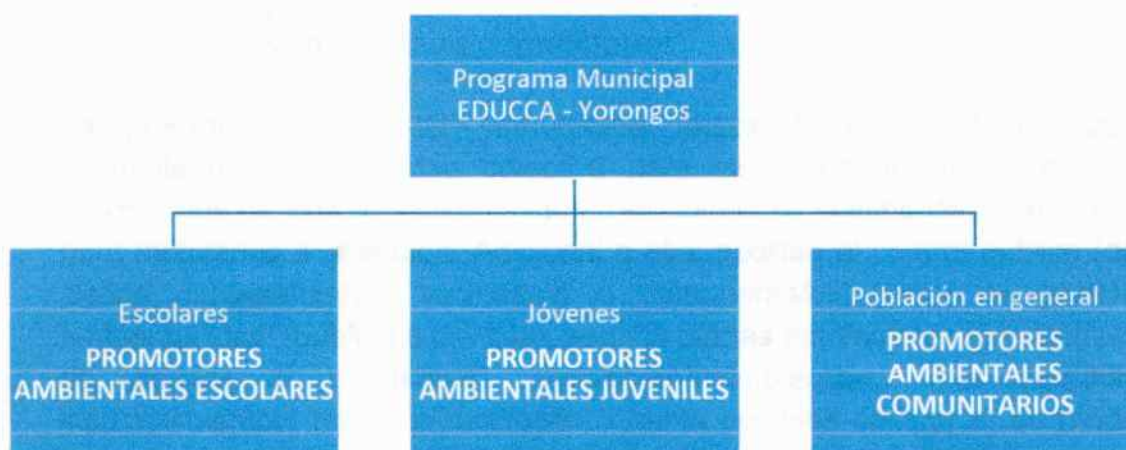 Programa Municipal
EDUCCA - Yorongos
Escolares
PROMOTORES
AMBIENTALES ESCOLARES
Jóvenes
PROMOTORES
AMBIENTALES JUVENILES
Población en general
PROMOTORES
AMBIENTALES
COMUNITARIOS